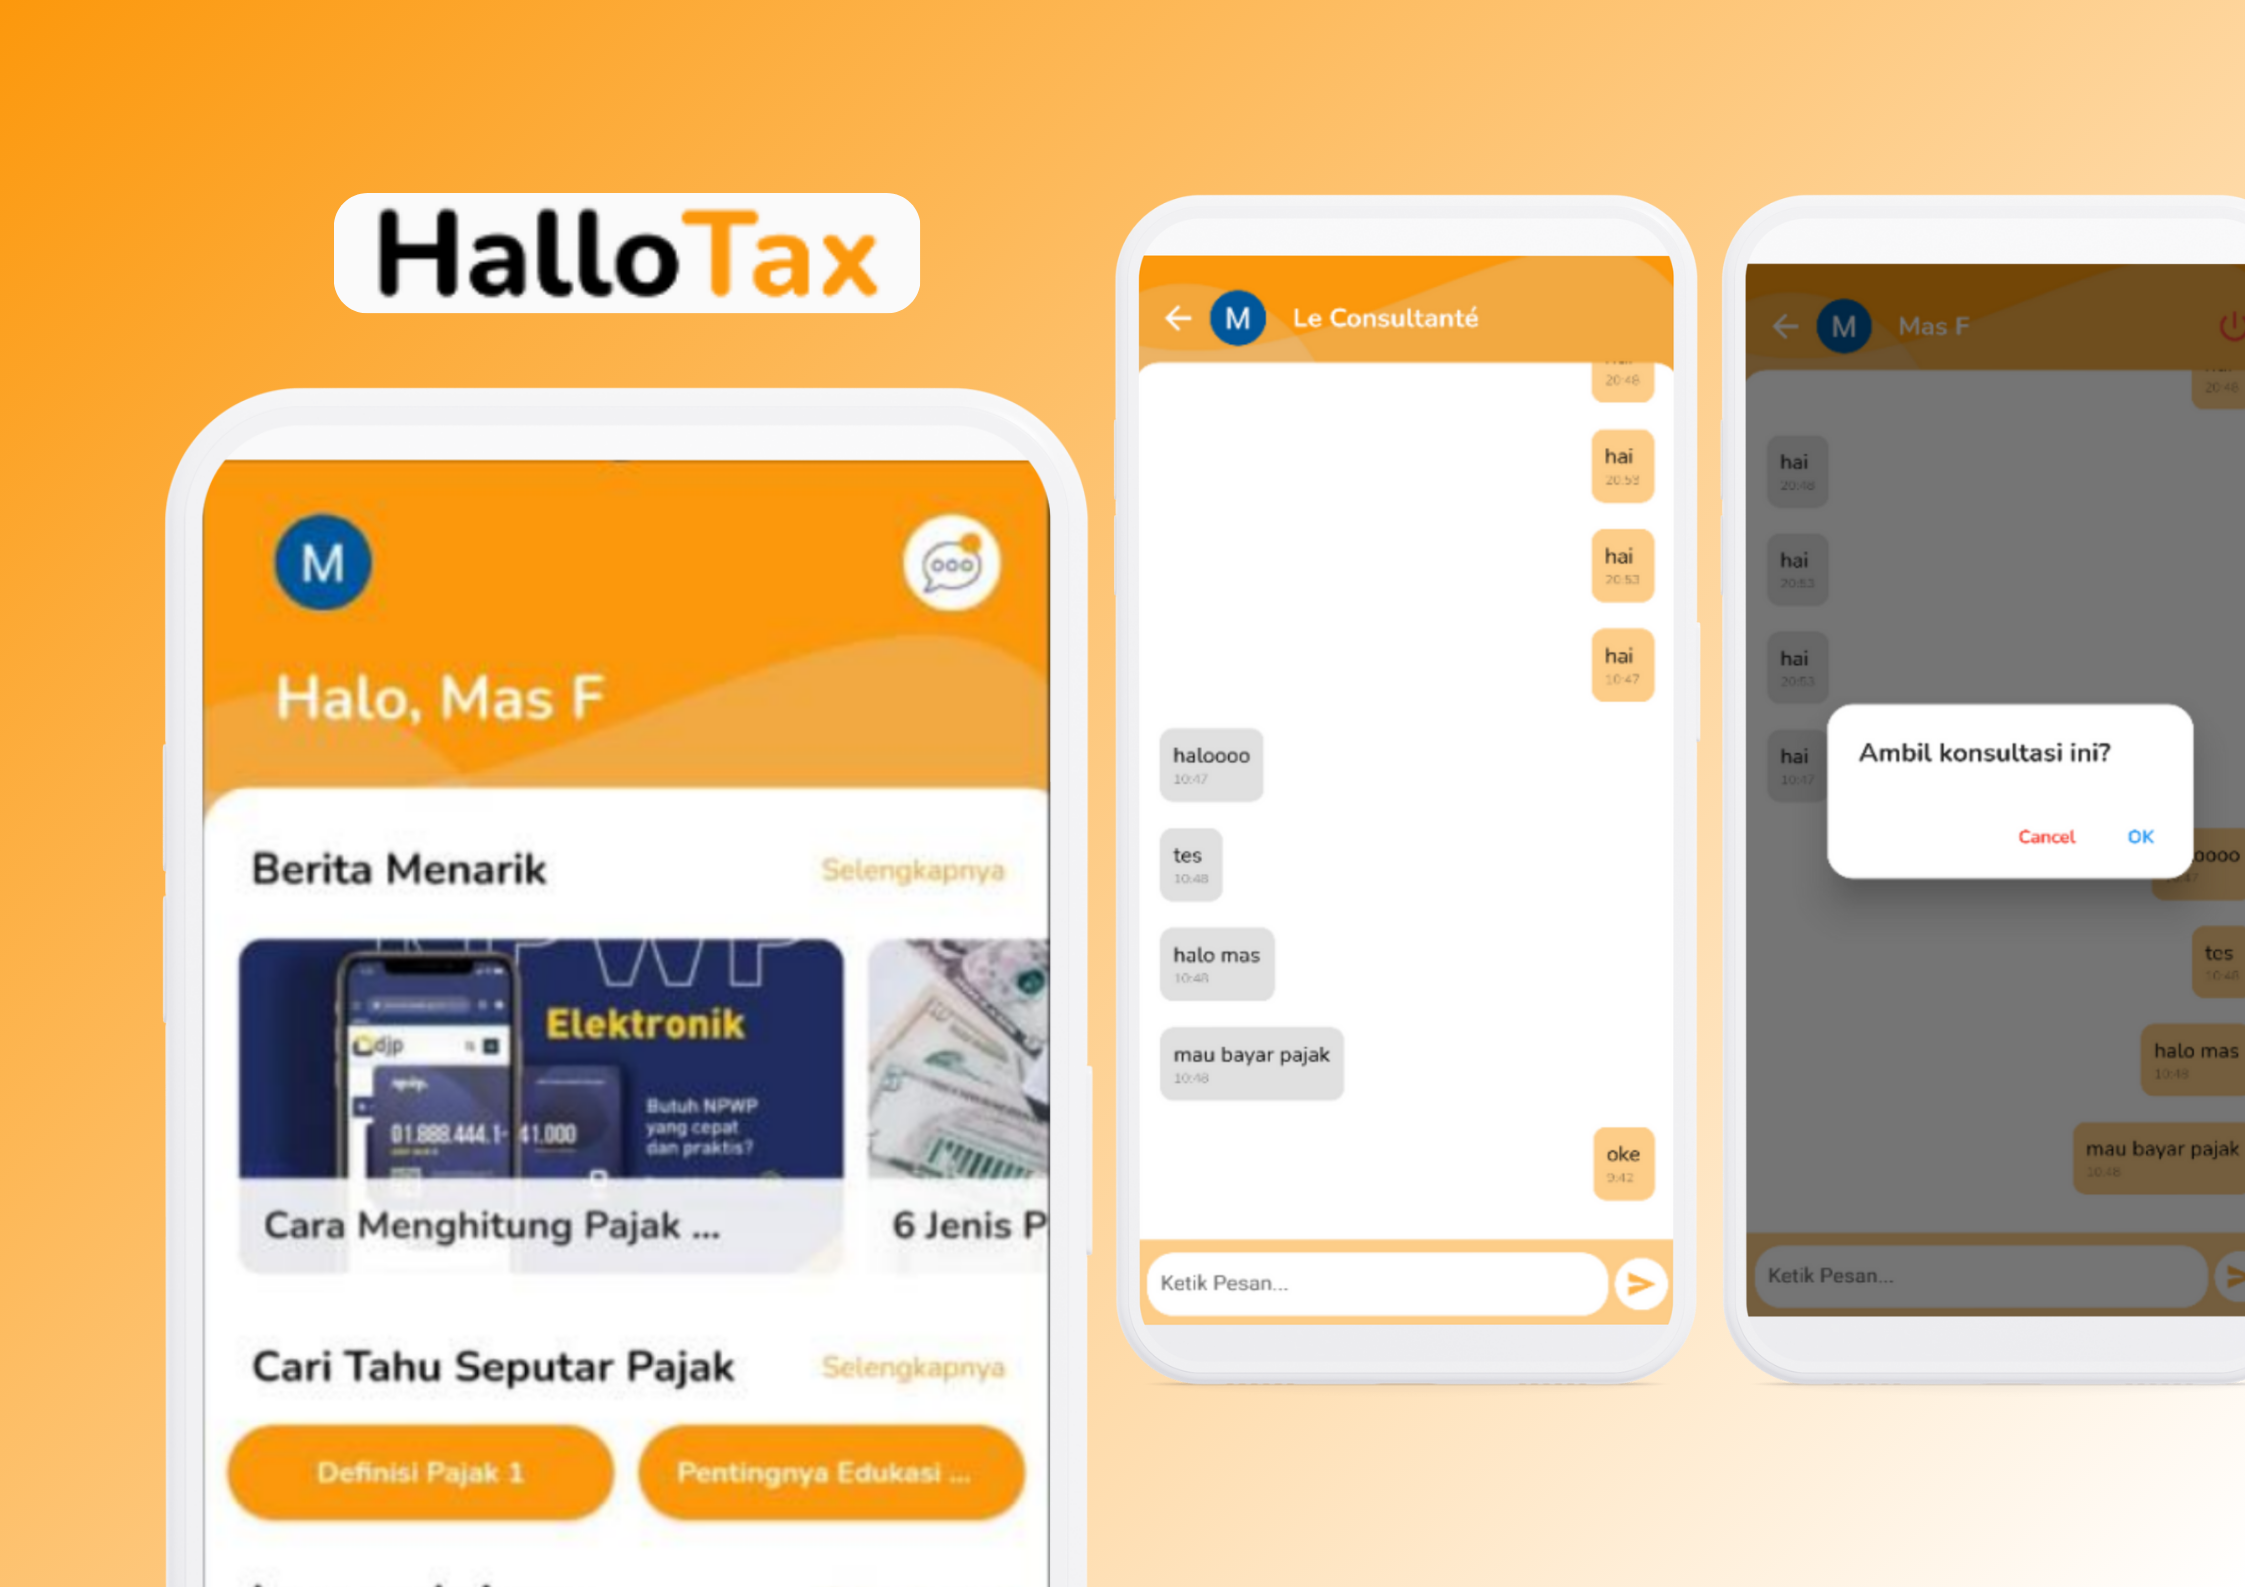 HalloTax
M
Halo, Mas F
Berita Menarik
Selengkapnya
NPWP
Elektronik
djp
Butuh NPWP
yang cepat
dan praktis?
01.888.444.1-
41.000
Cara Menghitung Pajak ...
6 Jenis P
Cari Tahu Seputar Pajak
Selengkapnya
Definisi Pajak 1
Pentingnya Edukasi ...
M
Le Consultanté
20:48
hai
20:53
hai
20:53
hai
10:47
haloooo
10:47
tes
10:48
halo mas
10:48
mau bayar pajak
10:48
oke
9:42
Ketik Pesan...
M
Mas F
20:48
hai
20:48
hai
20:53
hai
20:53
hai
10:47
Ambil konsultasi ini?
Cancel
OK
oooo
tes
10:48
halo mas
10:48
mau bayar pajak
10:48
Ketik Pesan...